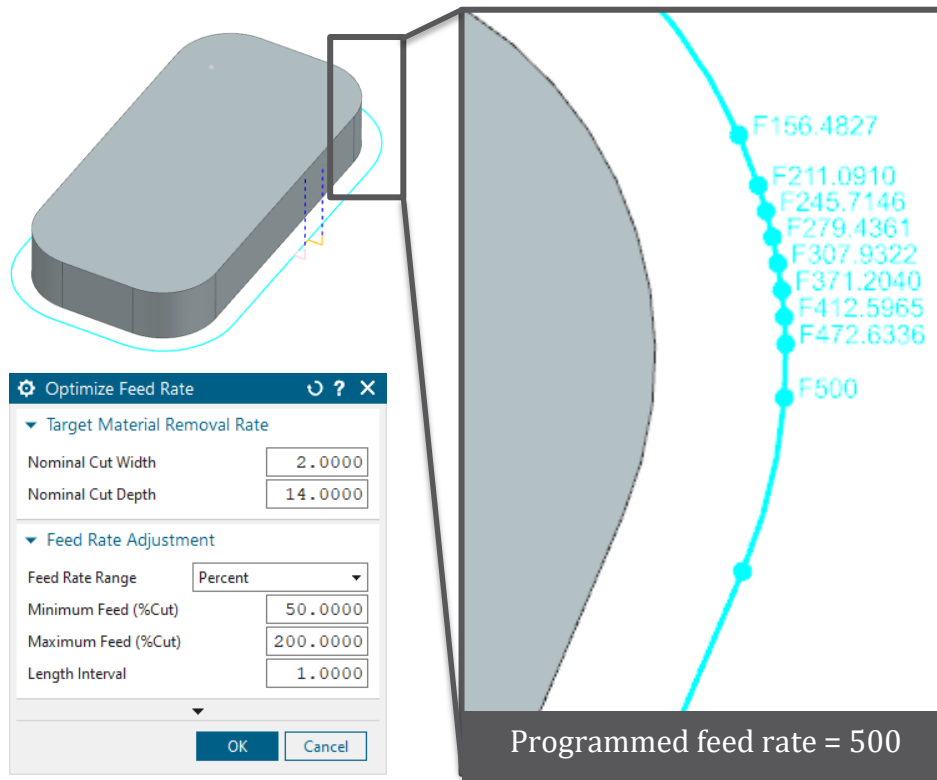 F156.4827
F211.0910
F245.7146
F279.4361
F307.9322
F371.2040
F412.5965
F472.6336
F500
Optimize Feed Rate
Target Material Removal Rate
Nominal Cut Width 2.0000
Nominal Cut Depth 14.0000
Feed Rate Adjustment
Feed Rate Range Percent
Minimum Feed (%Cut) 50.0000
Maximum Feed (%Cut) 200.0000
Length Interval 1.0000
OK Cancel
Programmed feed rate = 500